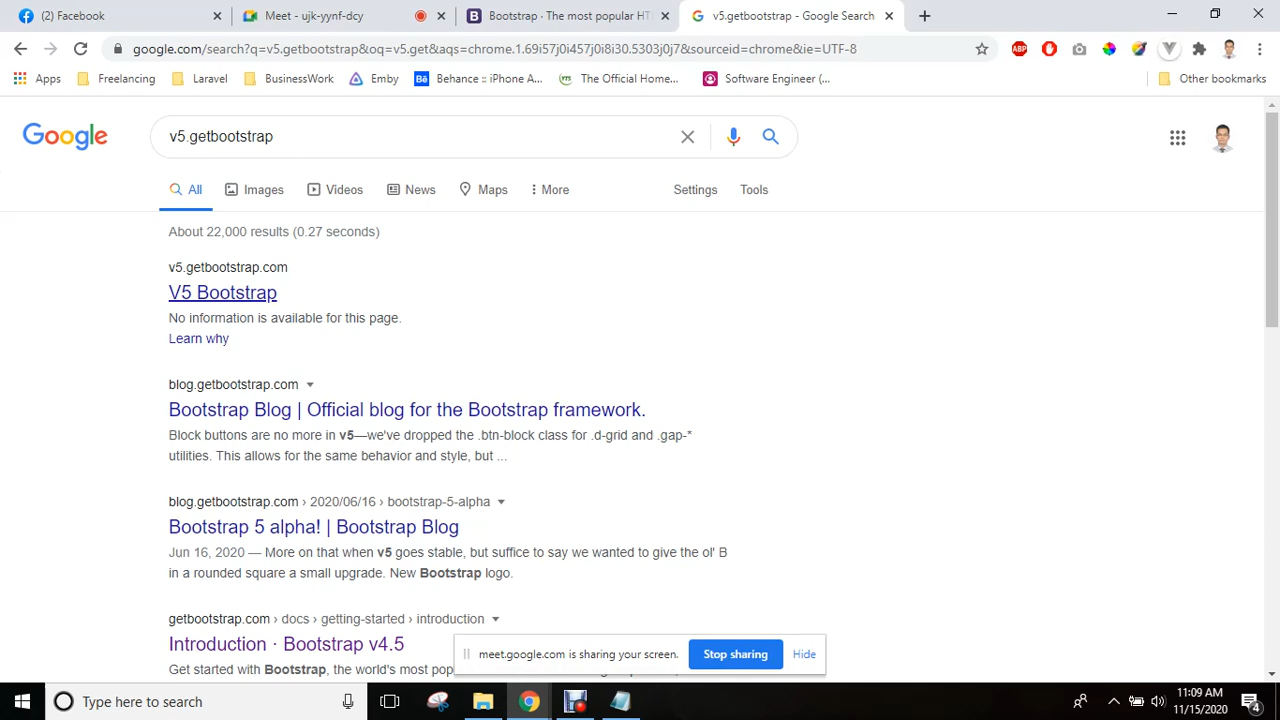 (2) Facebook
Meet - ujk-yynf-dcy
Bootstrap · The most popular HT
v5.getbootstrap - Google Search
google.com/search?q=v5.getbootstrap&oq=v5.get&aqs=chrome.1.69i57j0i457j0i8i30.5303j0j7&sourceid=chrome&ie=UTF-8
ABP
Apps
Freelancing
Laravel
BusinessWork
Emby
Bē
Behance :: iPhone A...
The Official Home...
Software Engineer (...
Other bookmarks
Google
v5.getbootstrap
All
Images
Videos
News
Maps
More
Settings
Tools
About 22,000 results (0.27 seconds)
v5.getbootstrap.com
V5 Bootstrap
No information is available for this page.
Learn why
blog.getbootstrap.com
Bootstrap Blog | Official blog for the Bootstrap framework.
Block buttons are no more in v5—we've dropped the .btn-block class for .d-grid and .gap-*
utilities. This allows for the same behavior and style, but ...
blog.getbootstrap.com › 2020/06/16 › bootstrap-5-alpha
Bootstrap 5 alpha! | Bootstrap Blog
Jun 16, 2020 — More on that when v5 goes stable, but suffice to say we wanted to give the ol' B
in a rounded square a small upgrade. New Bootstrap logo.
getbootstrap.com › docs › getting-started › introduction
Introduction · Bootstrap v4.5
Get started with Bootstrap, the world's most pop
meet.google.com is sharing your screen.
Stop sharing
Hide
Type here to search
11:09 AM
11/15/2020
4